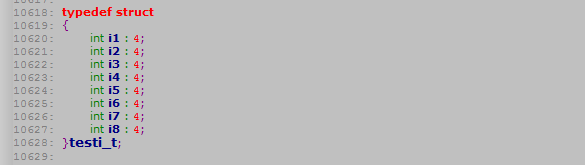 10618: typedef struct
10619: {
10620: int i1 : 4;
10621: int i2 : 4;
10622: int i3 : 4;
10623: int i4 : 4;
10624: int i5 : 4;
10625: int i6 : 4;
10626: int i7 : 4;
10627: int i8 : 4;
10628: }testi_t;
10629: